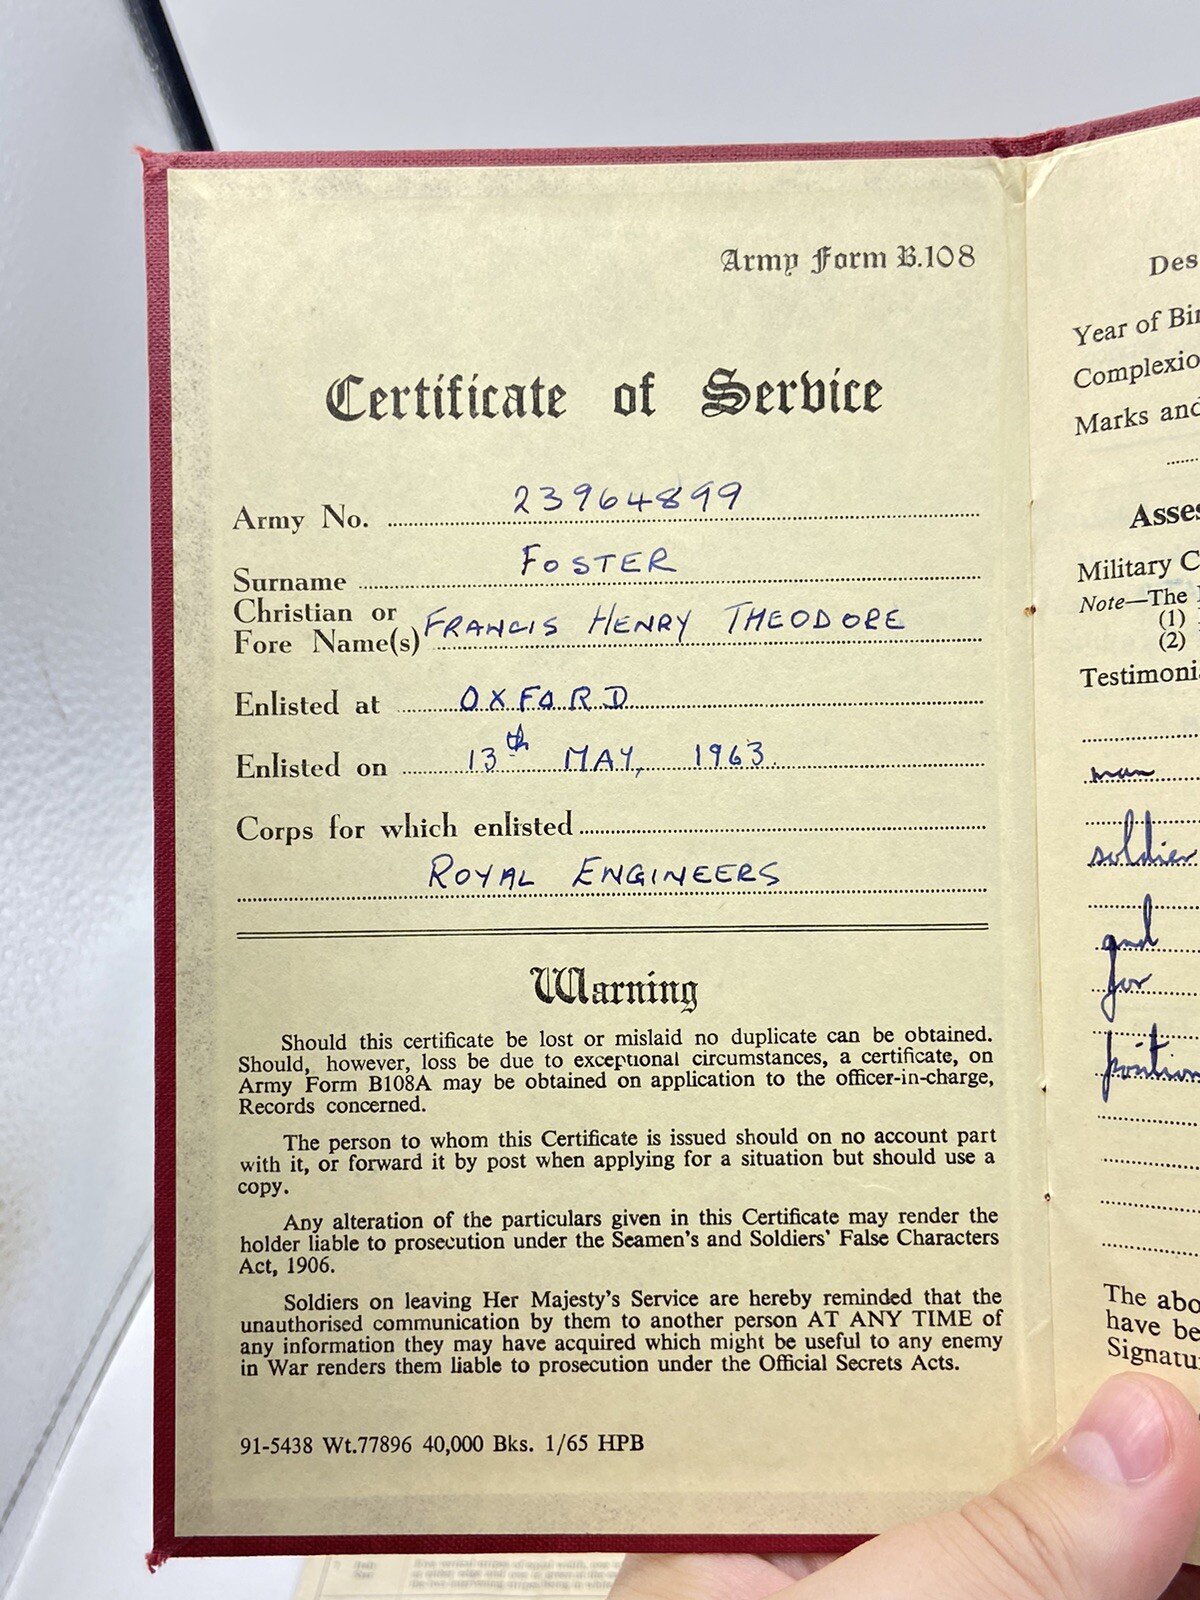 Army Form B.108
Certificate of Service
Army No. 23964899
Surname FOSTER
Christian or
Fore Name(s) FRANCIS HENRY THEODORE
Enlisted at OXFORD
Enlisted on 13th MAY, 1963.
Corps for which enlisted
ROYAL ENGINEERS
Warning
Should this certificate be lost or mislaid no duplicate can be obtained.
Should, however, loss be due to exceptional circumstances, a certificate, on
Army Form B108A may be obtained on application to the officer-in-charge,
Records concerned.
The person to whom this Certificate is issued should on no account part
with it, or forward it by post when applying for a situation but should use a
copy.
Any alteration of the particulars given in this Certificate may render the
holder liable to prosecution under the Seamen's and Soldiers' False Characters
Act, 1906.
Soldiers on leaving Her Majesty's Service are hereby reminded that the
unauthorised communication by them to another person AT ANY TIME of
any information they may have acquired which might be useful to any enemy
in War renders them liable to prosecution under the Official Secrets Acts.
91-5438 Wt.77896 40,000 Bks. 1/65 HPB
Des
Year of Bir
Complexio
Marks and
Asses
Military C
Note—The
(1)
(2)
Testimoni
man
soldier
and
for
position
The abo
have be
Signatu